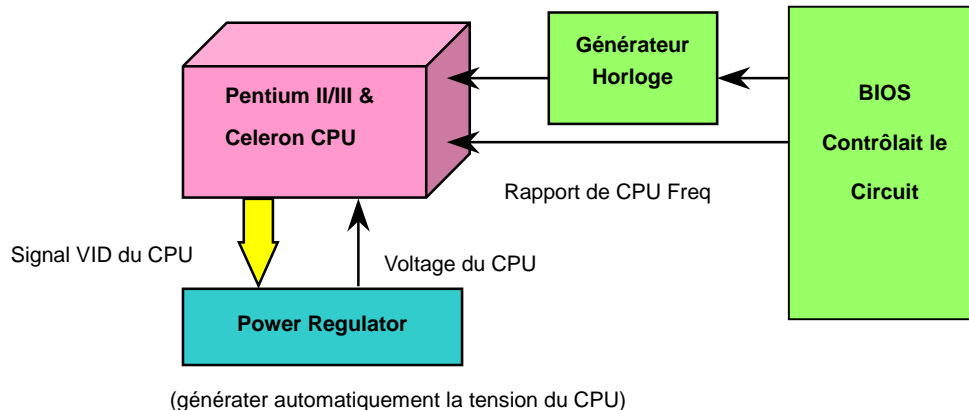 Générateur
Horloge
Pentium II/III &
Celeron CPU
BIOS
Contrôlait le
Circuit
Rapport de CPU Freq
Signal VID du CPU
Voltage du CPU
Power Regulator
(générater automatiquement la tension du CPU)